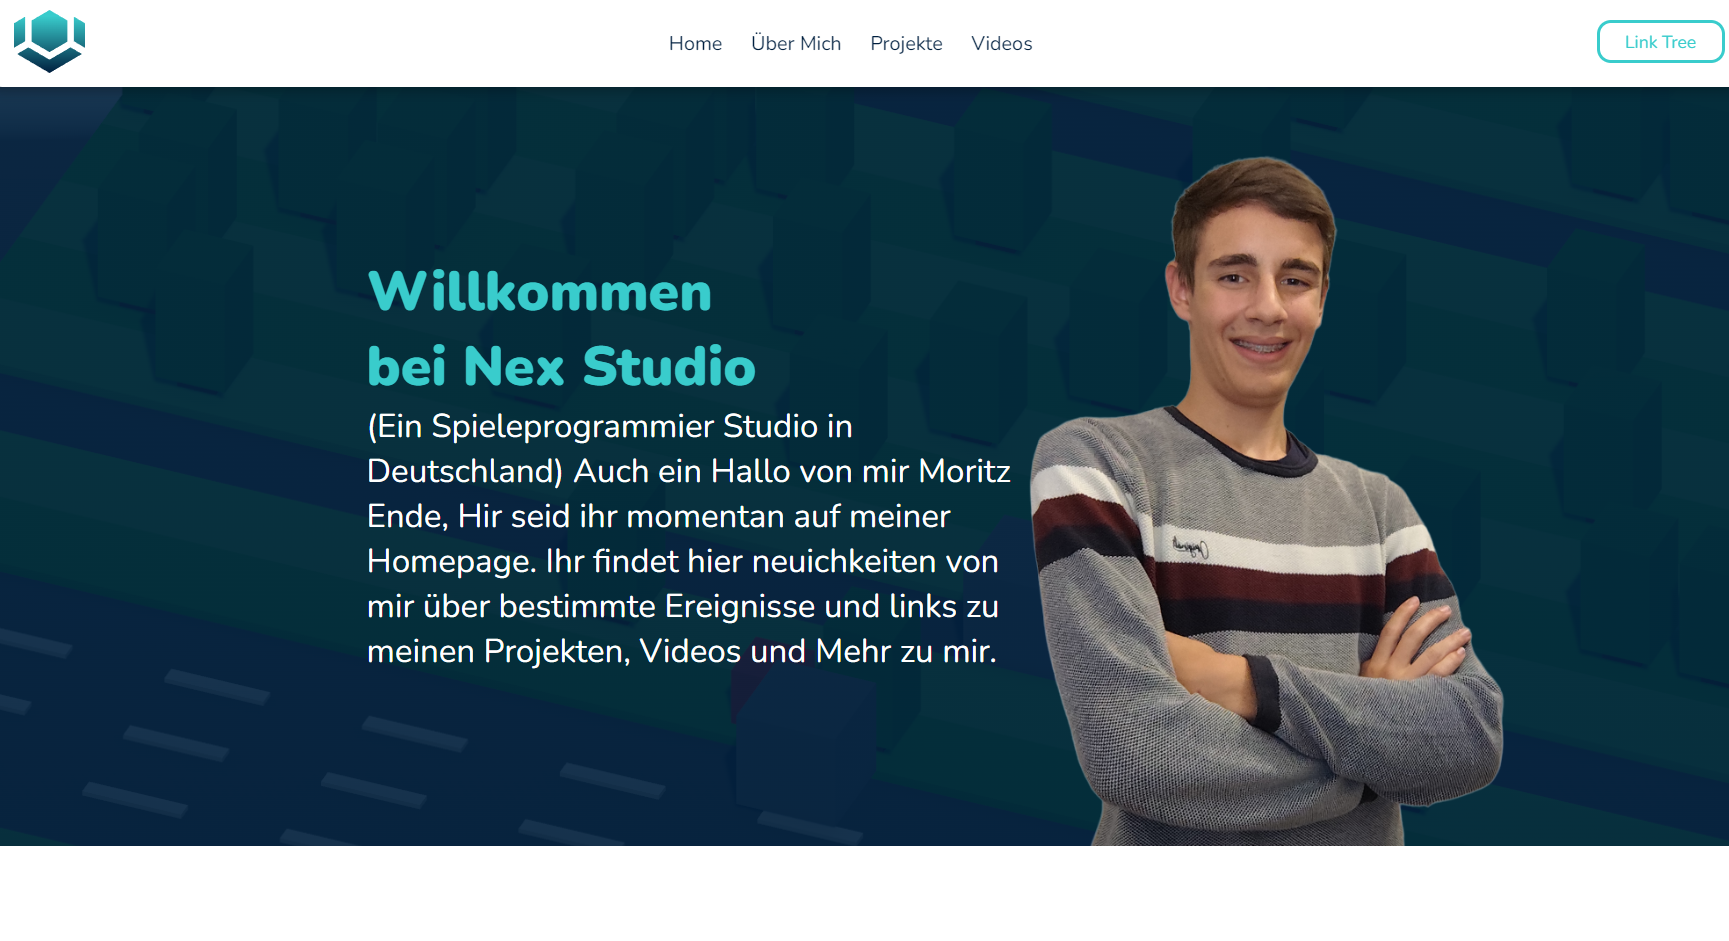 Home Über Mich Projekte Videos
Link Tree
Willkommen
bei Nex Studio
(Ein Spieleprogrammier Studio in
Deutschland) Auch ein Hallo von mir Moritz
Ende, Hir seid ihr momentan auf meiner
Homepage. Ihr findet hier neuichkeiten von
mir über bestimmte Ereignisse und links zu
meinen Projekten, Videos und Mehr zu mir.